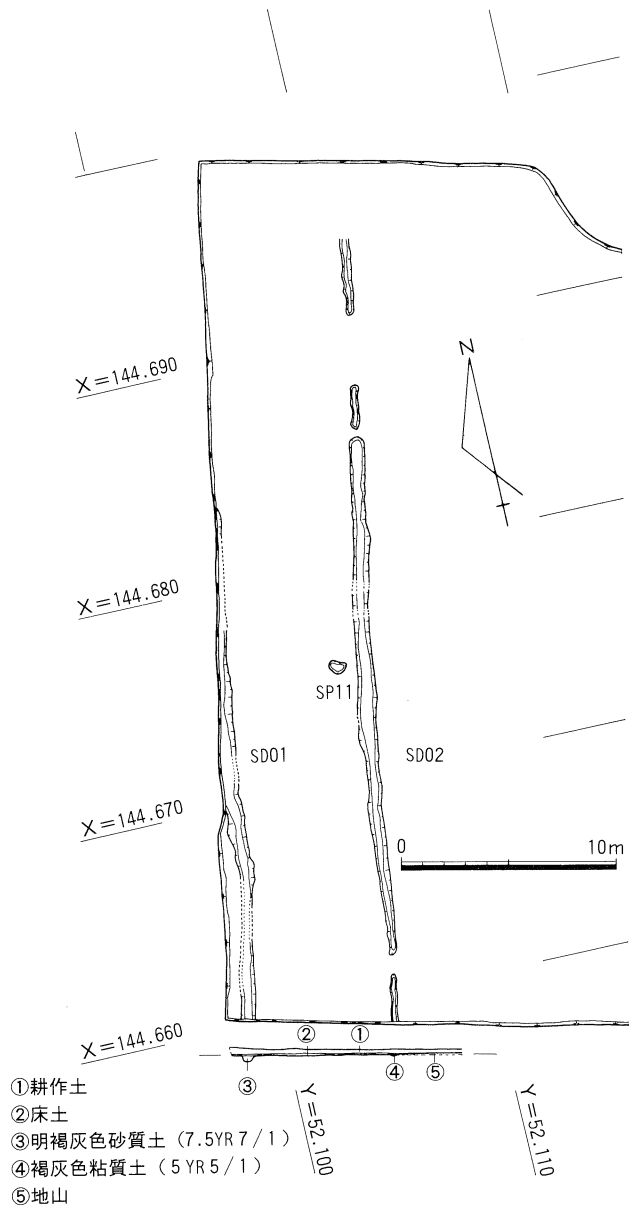 X=144.690
N
X=144.680
SP11
SD01
SD02
X=144.670
0
10m
X=144.660
② ①
③ ④ ⑤
①耕作土
②床土
③明褐灰色砂質土（7.5YR 7/1）
④褐灰色粘質土（5YR 5/1）
⑤地山
Y=52.100
Y=52.110